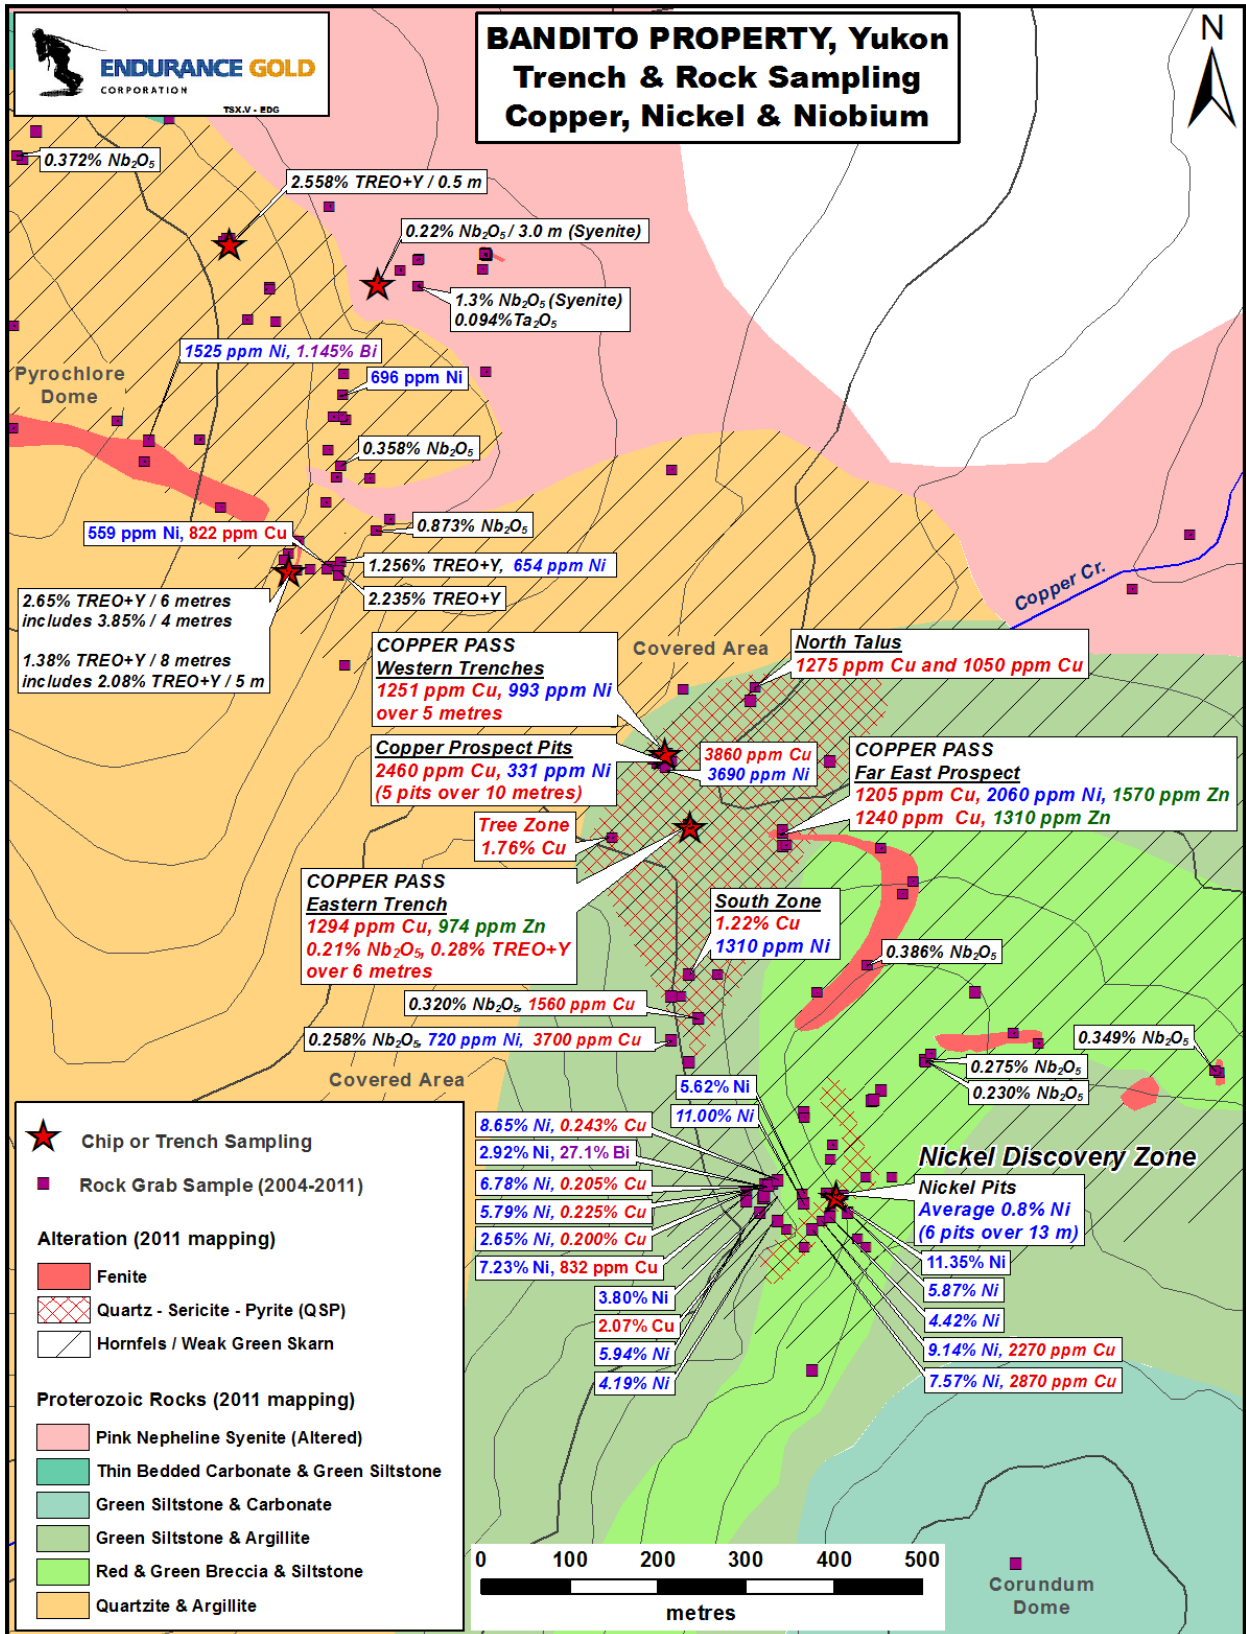 ENDURANCE GOLD
CORPORATION
TSX.V - EDG
BANDITO PROPERTY, Yukon
Trench & Rock Sampling
Copper, Nickel & Niobium
N
0.372% Nb₂O₅
2.558% TREO+Y / 0.5 m
0.22% Nb₂O₅ / 3.0 m (Syenite)
1.3% Nb₂O₅ (Syenite)
0.094%Ta₂O₅
1525 ppm Ni, 1.145% Bi
Pyrochlore
Dome
696 ppm Ni
0.358% Nb₂O₅
0.873% Nb₂O₅
559 ppm Ni, 822 ppm Cu
1.256% TREO+Y, 654 ppm Ni
2.235% TREO+Y
2.65% TREO+Y / 6 metres
includes 3.85% / 4 metres
1.38% TREO+Y / 8 metres
includes 2.08% TREO+Y / 5 m
Copper Cr.
COPPER PASS
Western Trenches
1251 ppm Cu, 993 ppm Ni
over 5 metres
Covered Area
North Talus
1275 ppm Cu and 1050 ppm Cu
Copper Prospect Pits
2460 ppm Cu, 331 ppm Ni
(5 pits over 10 metres)
3860 ppm Cu
3690 ppm Ni
COPPER PASS
Far East Prospect
1205 ppm Cu, 2060 ppm Ni, 1570 ppm Zn
1240 ppm Cu, 1310 ppm Zn
Tree Zone
1.76% Cu
COPPER PASS
Eastern Trench
1294 ppm Cu, 974 ppm Zn
0.21% Nb₂O₅, 0.28% TREO+Y
over 6 metres
South Zone
1.22% Cu
1310 ppm Ni
0.386% Nb₂O₅
0.320% Nb₂O₅, 1560 ppm Cu
0.258% Nb₂O₅, 720 ppm Ni, 3700 ppm Cu
0.349% Nb₂O₅
0.275% Nb₂O₅
0.230% Nb₂O₅
Covered Area
5.62% Ni
11.00% Ni
8.65% Ni, 0.243% Cu
2.92% Ni, 27.1% Bi
6.78% Ni, 0.205% Cu
5.79% Ni, 0.225% Cu
2.65% Ni, 0.200% Cu
7.23% Ni, 832 ppm Cu
3.80% Ni
2.07% Cu
5.94% Ni
4.19% Ni
Nickel Discovery Zone
Nickel Pits
Average 0.8% Ni
(6 pits over 13 m)
11.35% Ni
5.87% Ni
4.42% Ni
9.14% Ni, 2270 ppm Cu
7.57% Ni, 2870 ppm Cu
Chip or Trench Sampling
Rock Grab Sample (2004-2011)
Alteration (2011 mapping)
Fenite
Quartz - Sericite - Pyrite (QSP)
Hornfels / Weak Green Skarn
Proterozoic Rocks (2011 mapping)
Pink Nepheline Syenite (Altered)
Thin Bedded Carbonate & Green Siltstone
Green Siltstone & Carbonate
Green Siltstone & Argillite
Red & Green Breccia & Siltstone
Quartzite & Argillite
0 100 200 300 400 500
metres
Corundum
Dome